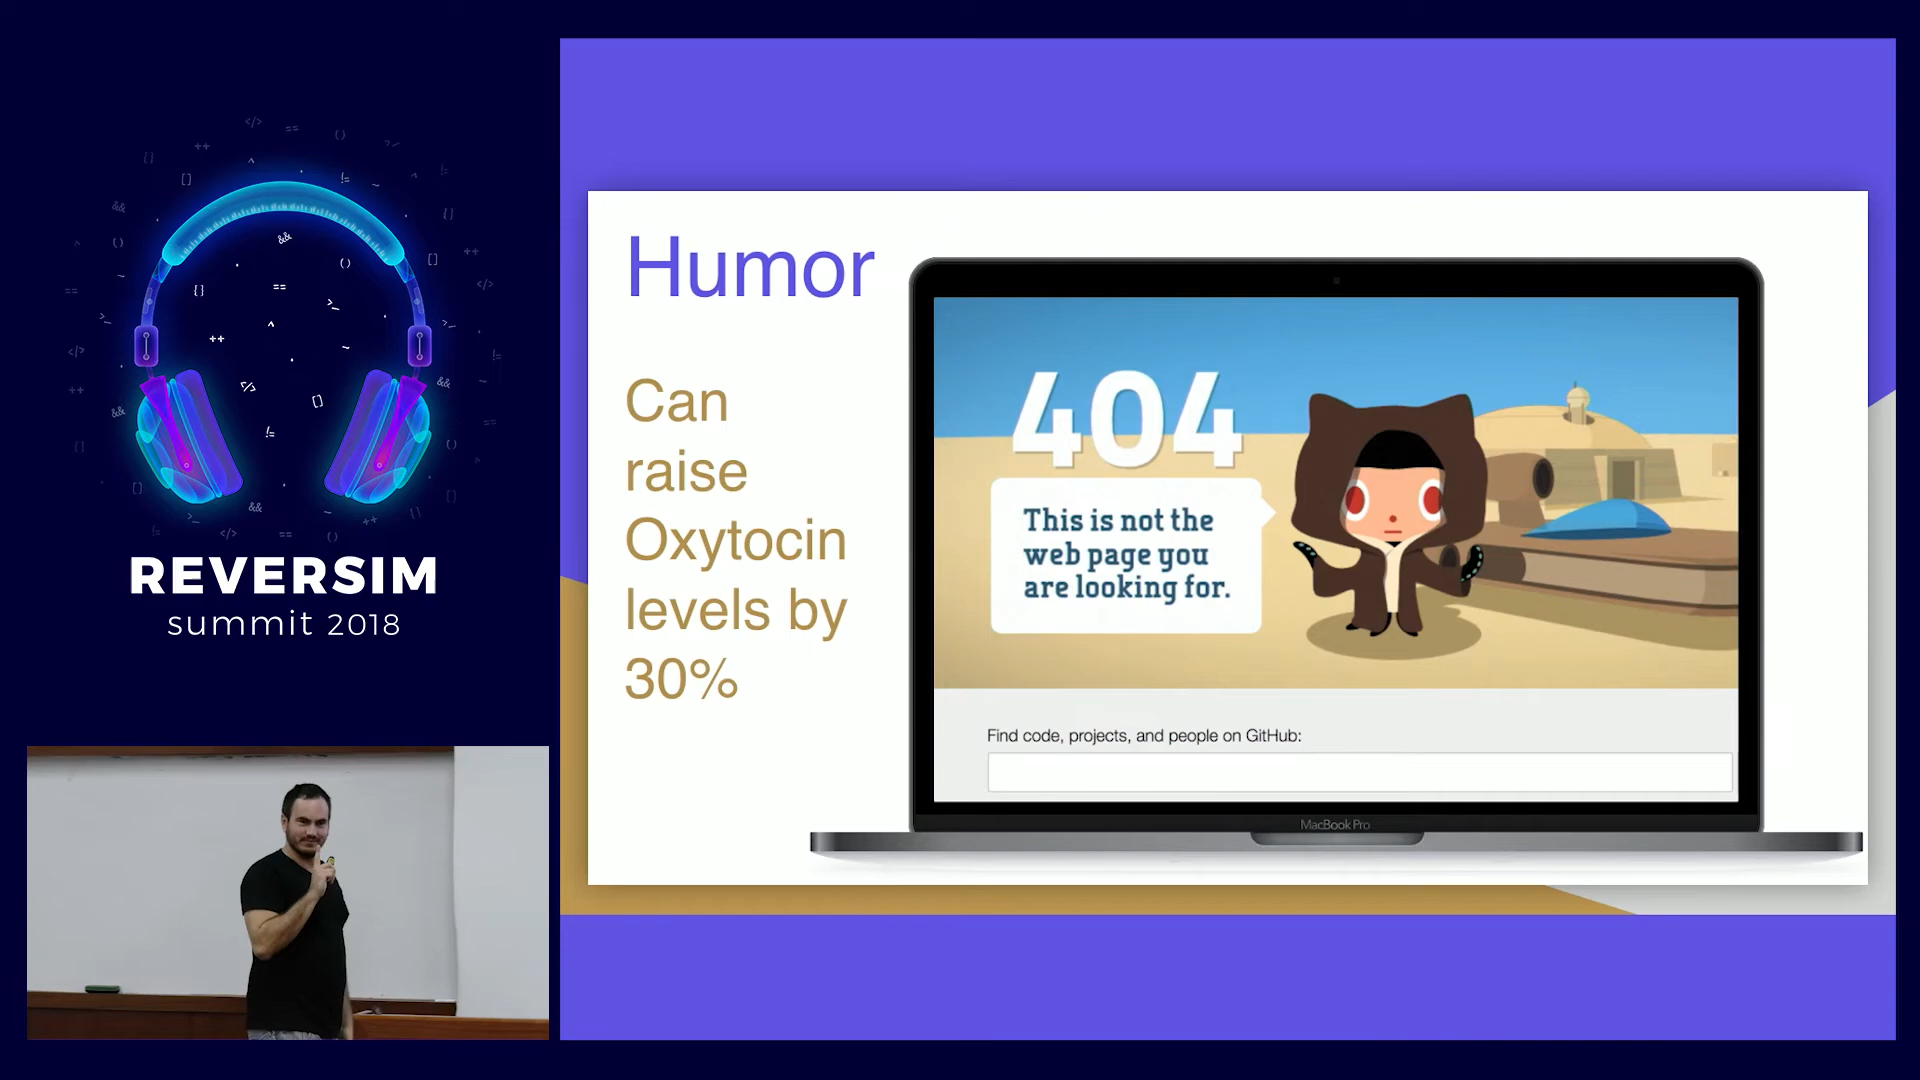 REVERSIM
summit 2018
Humor
Can
raise
Oxytocin
levels by
30%
404
This is not the
web page you
are looking for.
Find code, projects, and people on GitHub:
MacBook Pro